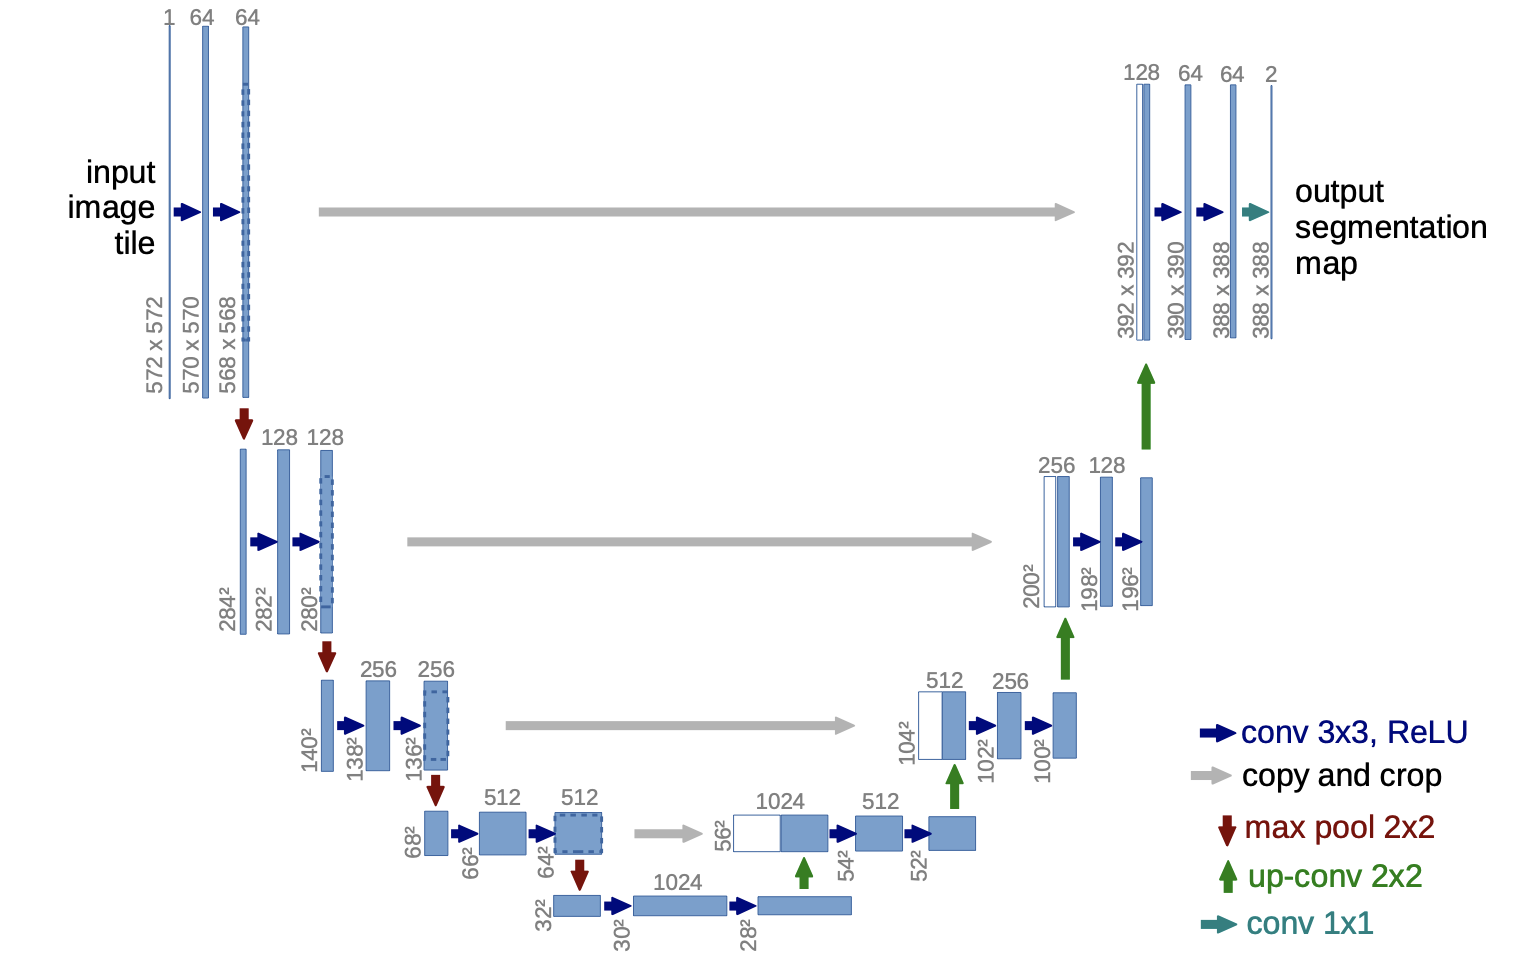 1 64 64
input
image
tile
572 x 572
570 x 570
568 x 568
128 64 64 2
392 x 392
390 x 390
388 x 388
388 x 388
output
segmentation
map
128 128
284²
282²
280²
256 128
200²
198²
196²
256 256
140²
138²
136²
512 256
104²
102²
100²
512 512
68²
66²
64²
1024 512
56²
54²
52²
1024
32²
30²
28²
conv 3x3, ReLU
copy and crop
max pool 2x2
up-conv 2x2
conv 1x1